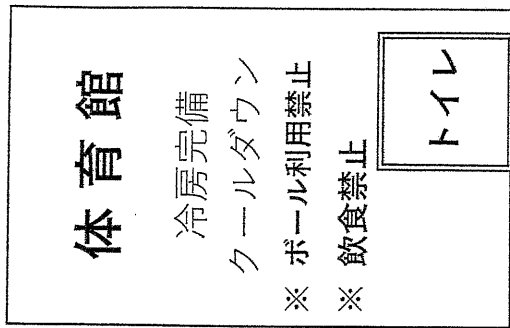 体育館
冷房完備
クールダウン
※ ボール利用禁止
※ 飲食禁止
トイレ